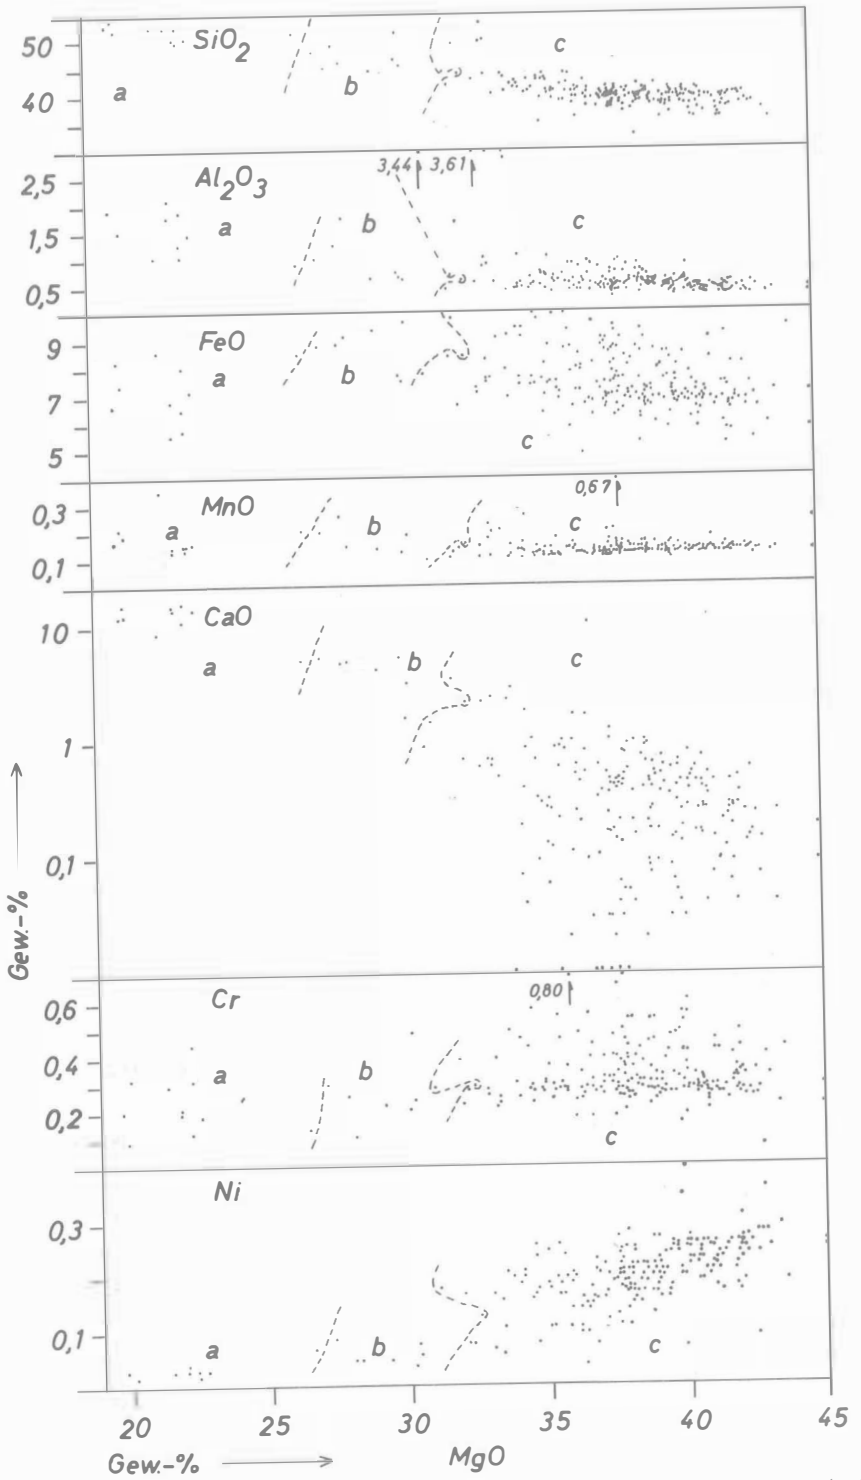 50
SiO2
c
40
a
b
3,44
3,61
2,5
Al2O3
a
b
c
1,5
0,5
FeO
9
a
b
7
c
5
0,67
0,3
MnO
a
b
c
0,1
CaO
10
a
b
c
1
0,1
Gew.-%
Cr
0,80
0,6
0,4
a
b
0,2
c
Ni
0,3
0,1
a
b
c
20 25 30 35 40 45
Gew.-% MgO